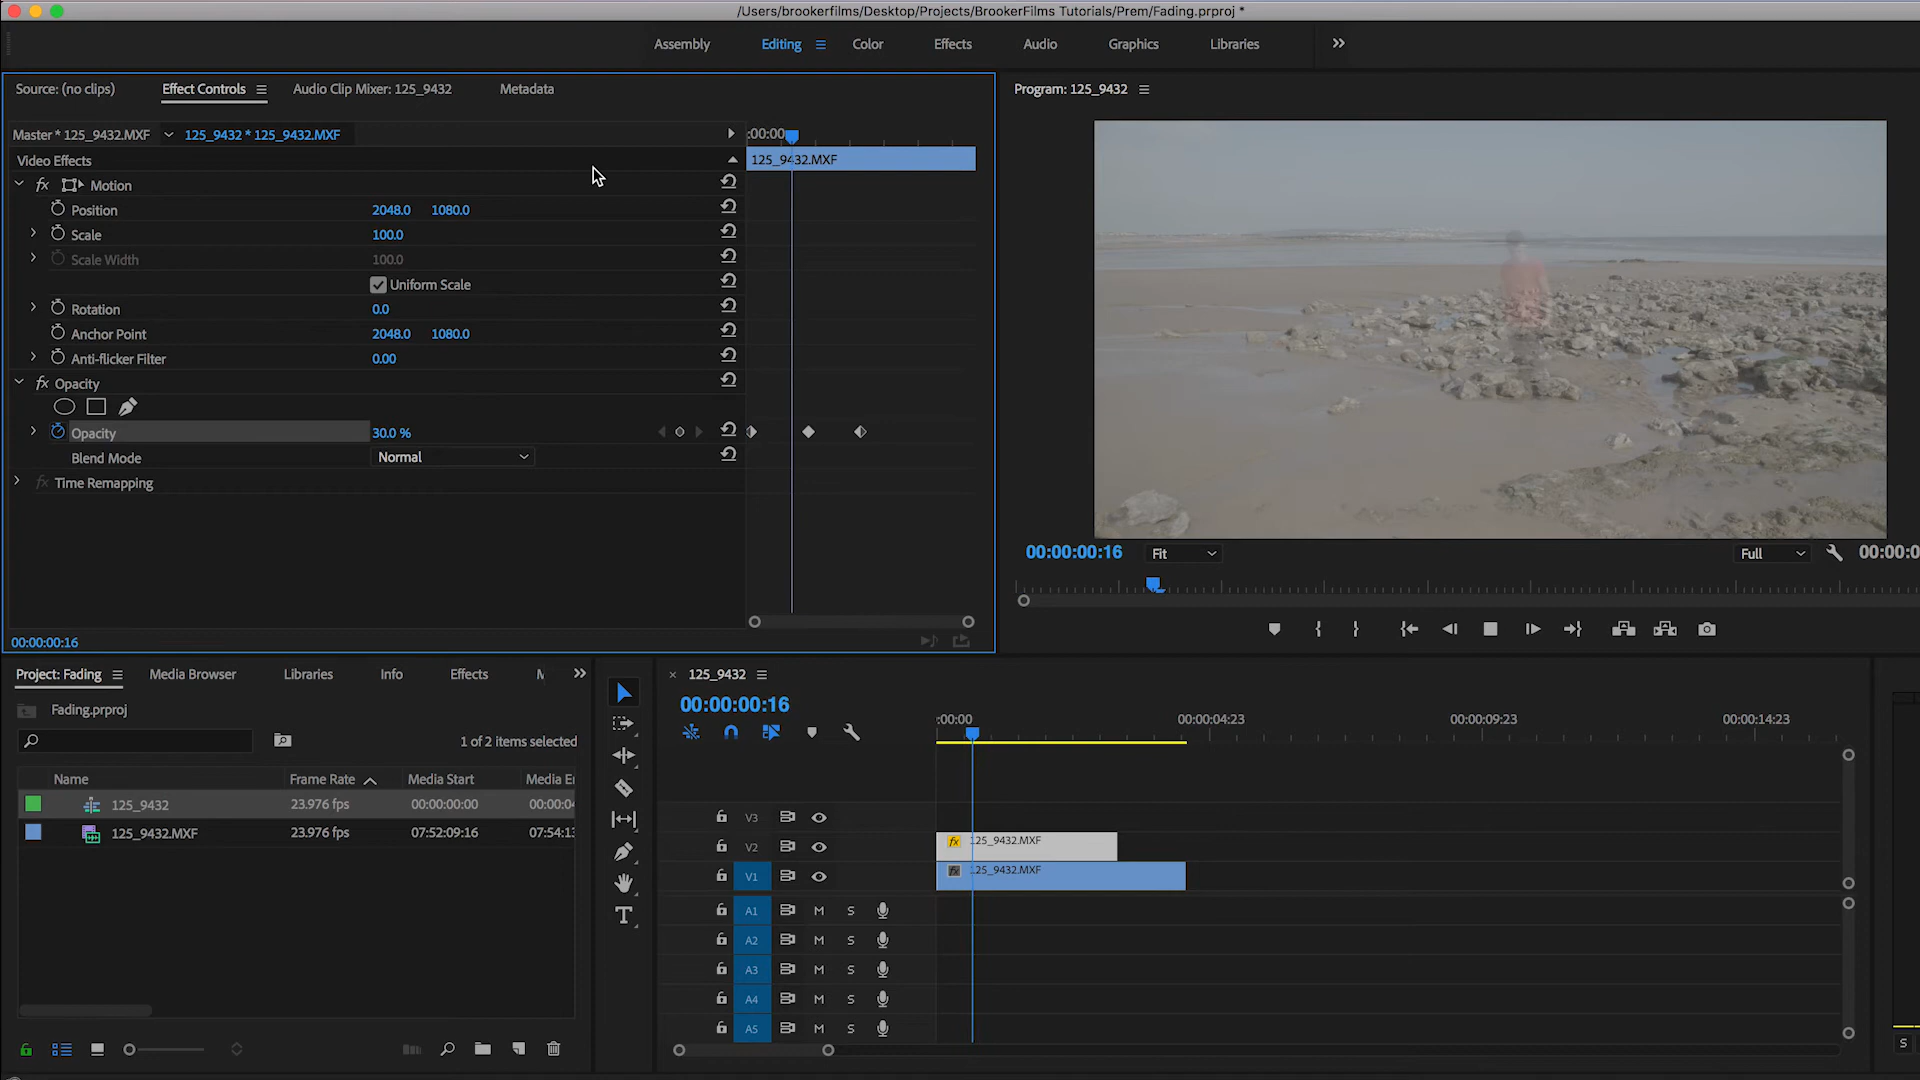 /Users/brookerfilms/Desktop/Projects/BrookerFilms Tutorials/Prem/Fading.prproj *
Assembly Editing Color Effects Audio Graphics Libraries
Source: (no clips) Effect Controls Audio Clip Mixer: 125_9432 Metadata
Master * 125_9432.MXF 125_9432 * 125_9432.MXF :00:00
Video Effects 125_9432.MXF
fx Motion
Position 2048.0 1080.0
Scale 100.0
Scale Width 100.0
Uniform Scale
Rotation 0.0
Anchor Point 2048.0 1080.0
Anti-flicker Filter 0.00
fx Opacity
Opacity 30.0 %
Blend Mode Normal
fx Time Remapping
00:00:00:16
Program: 125_9432
00:00:00:16 Fit Full 00:00:0
Project: Fading Media Browser Libraries Info Effects
Fading.prproj
1 of 2 items selected
Name Frame Rate Media Start Media En
125_9432 23.976 fps 00:00:00:00 00:00:04
125_9432.MXF 23.976 fps 07:52:09:16 07:54:13
T
125_9432
00:00:00:16
:00:00 00:00:04:23 00:00:09:23 00:00:14:23
V3
V2 fx 125_9432.MXF
V1 fx 125_9432.MXF
A1 M S
A2 M S
A3 M S
A4 M S
A5 M S
S